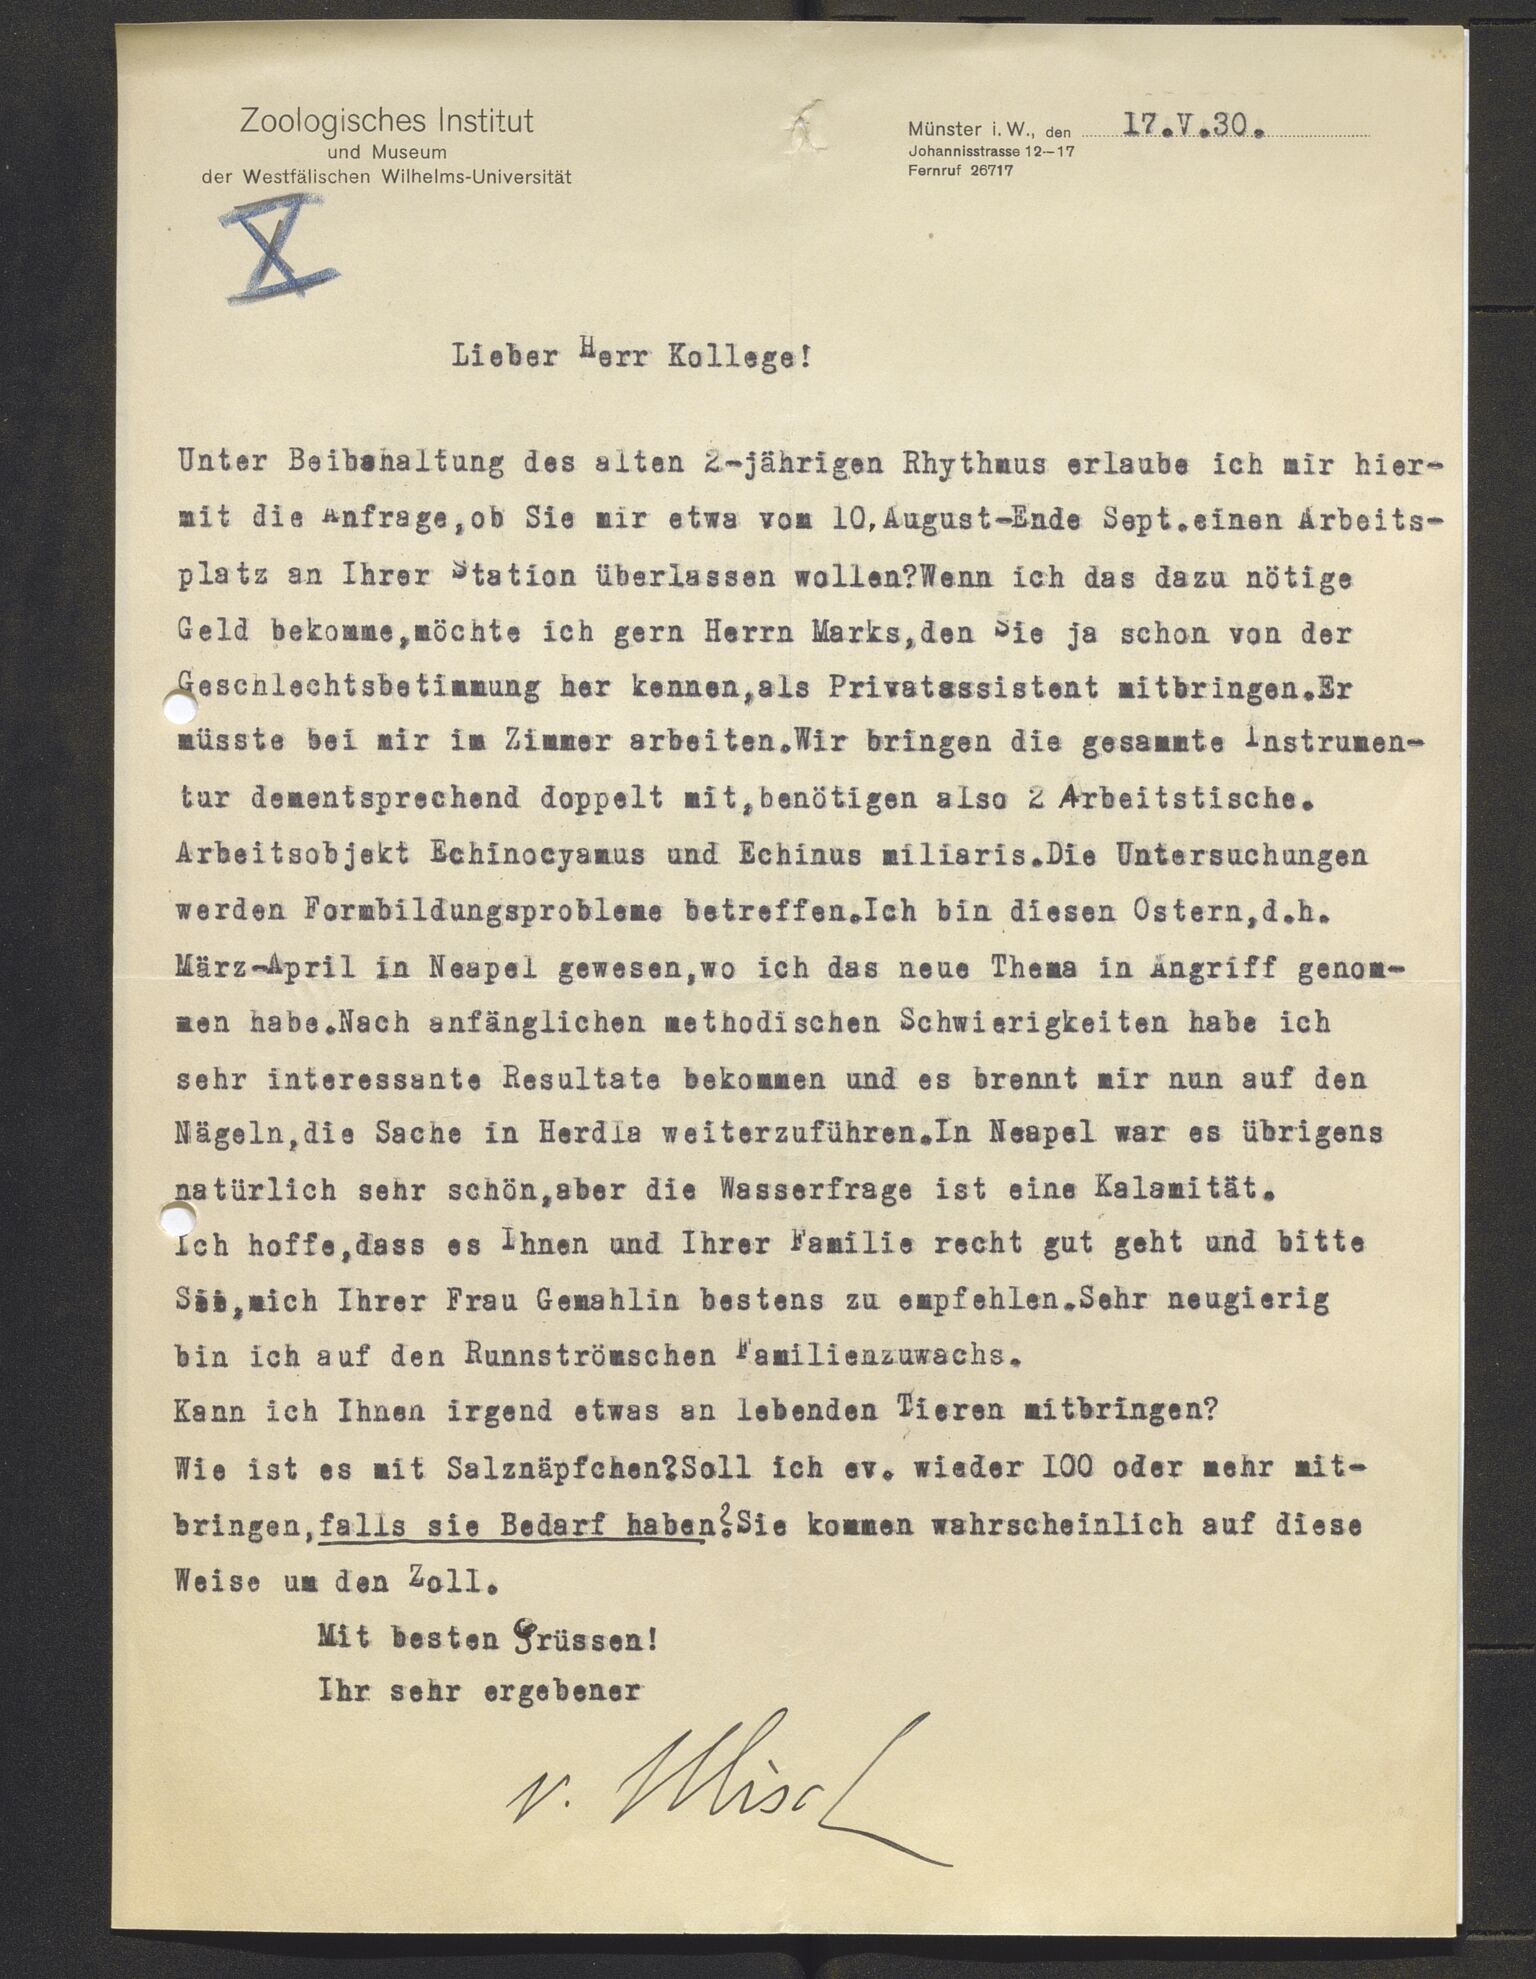 Zoologisches Institut
und Museum
der Westfälischen Wilhelms-Universität
Münster i. W., den 17.V.30.
Johannisstrasse 12—17
Fernruf 26717
X
Lieber Herr Kollege!
Unter Beibehaltung des alten 2-jährigen Rhythmus erlaube ich mir hier-
mit die Anfrage,ob Sie mir etwa vom 10.August-Ende Sept.einen Arbeits-
platz an Ihrer Station überlassen wollen?Wenn ich das dazu nötige
Geld bekomme,möchte ich gern Herrn Marks,den Sie ja schon von der
Geschlechtsbetimmung her kennen,als Privatassistent mitbringen.Er
müsste bei mir im Zimmer arbeiten.Wir bringen die gesammte Instrumen-
tur dementsprechend doppelt mit,benötigen also 2 Arbeitstische.
Arbeitsobjekt Echinocyamus und Echinus miliaris.Die Untersuchungen
werden Formbildungsprobleme betreffen.Ich bin diesen Ostern,d.h.
März-April in Neapel gewesen,wo ich das neue Thema in Angriff genom-
men habe.Nach anfänglichen methodischen Schwierigkeiten habe ich
sehr interessante Resultate bekommen und es brennt mir nun auf den
Nägeln,die Sache in Herdla weiterzuführen.In Neapel war es übrigens
natürlich sehr schön,aber die Wasserfrage ist eine Kalamität.
Ich hoffe,dass es Ihnen und Ihrer Familie recht gut geht und bitte
Sie,mich Ihrer Frau Gemahlin bestens zu empfehlen.Sehr neugierig
bin ich auf den Runnströmschen Familienzuwachs.
Kann ich Ihnen irgend etwas an lebenden Tieren mitbringen?
Wie ist es mit Salznäpfchen?Soll ich ev. wieder I00 oder mehr mit-
bringen,falls sie Bedarf haben?Sie kommen wahrscheinlich auf diese
Weise um den Zoll.
Mit besten Grüssen!
Ihr sehr ergebener
v. Ubisch